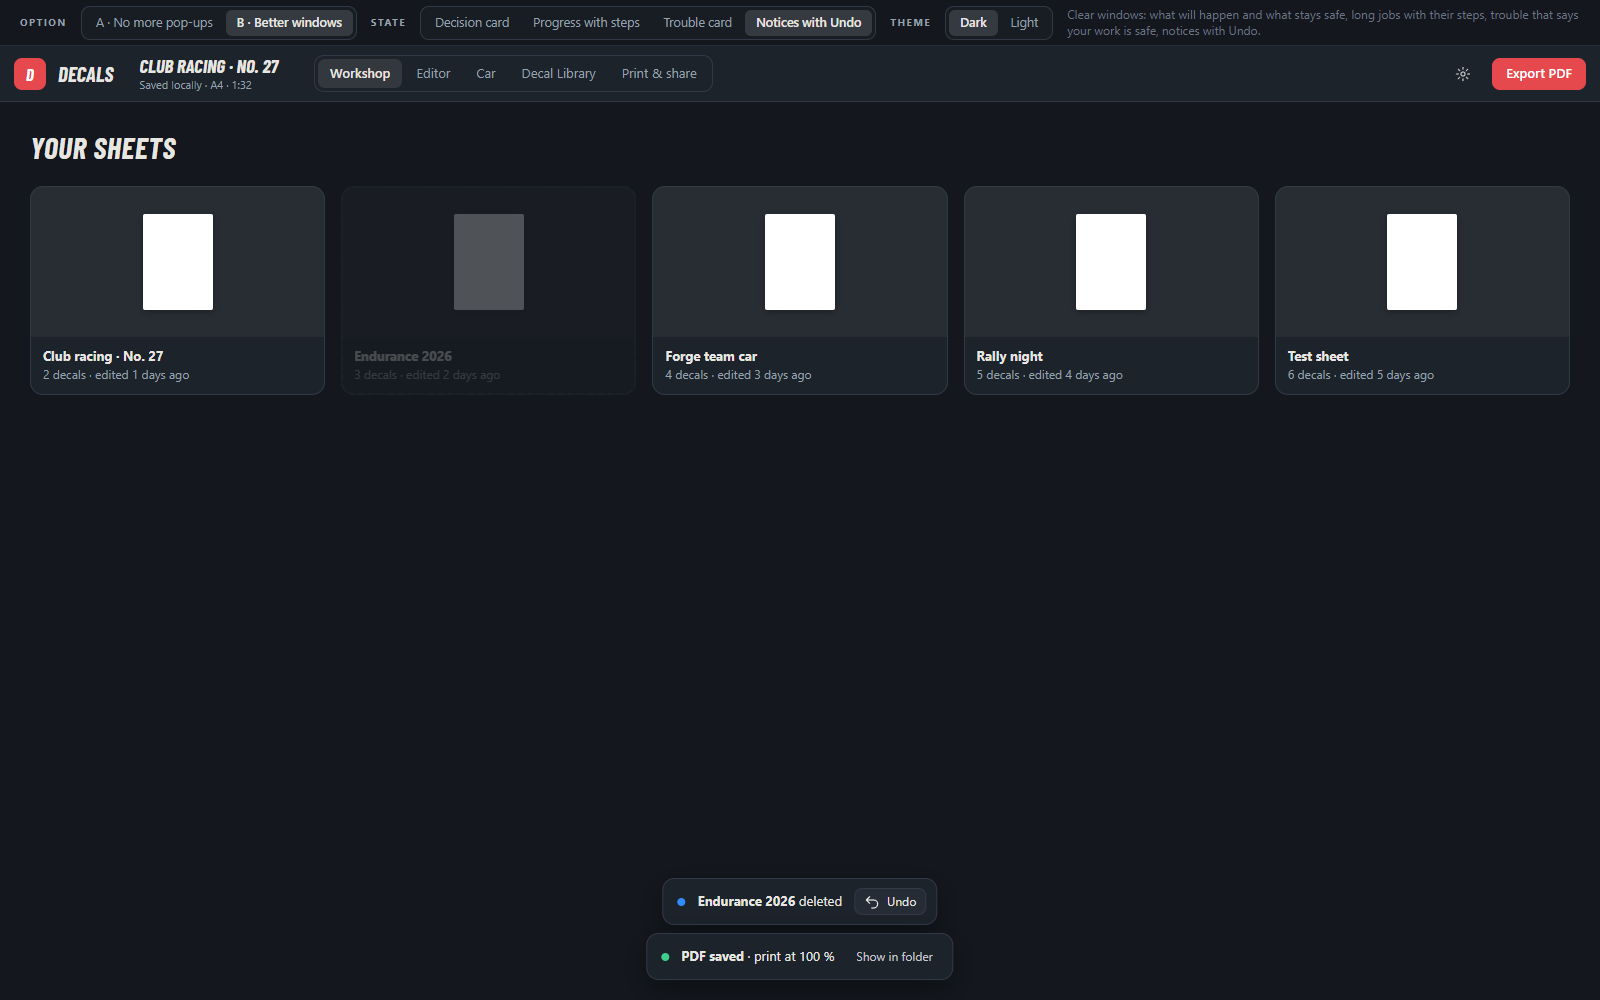 OPTION A · No more pop-ups B · Better windows STATE Decision card Progress with steps Trouble card Notices with Undo THEME Dark Light
Clear windows: what will happen and what stays safe, long jobs with their steps, trouble that says
your work is safe, notices with Undo.
D DECALS
CLUB RACING · NO. 27
Saved locally · A4 · 1:32
Workshop Editor Car Decal Library Print & share
Export PDF
YOUR SHEETS
Club racing · No. 27
2 decals · edited 1 days ago
Endurance 2026
3 decals · edited 2 days ago
Forge team car
4 decals · edited 3 days ago
Rally night
5 decals · edited 4 days ago
Test sheet
6 decals · edited 5 days ago
Endurance 2026 deleted Undo
PDF saved · print at 100 % Show in folder